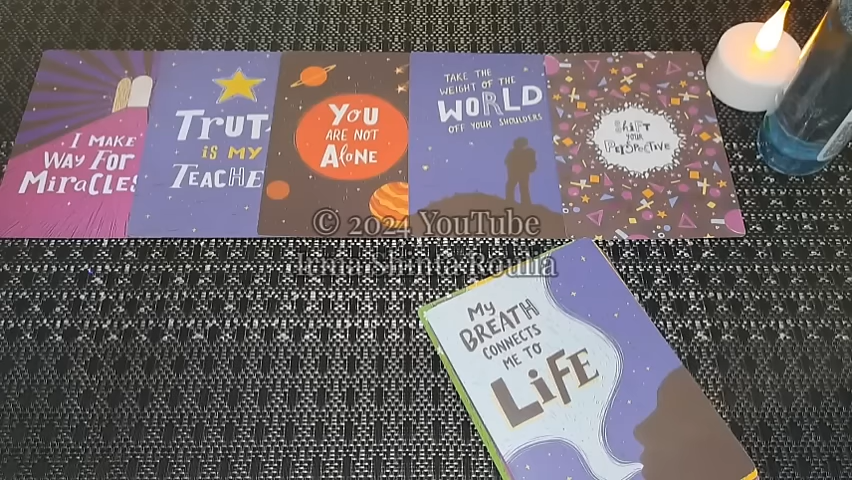 I MAKE
WAY FOR
MIRACLES
TRUT
IS MY
TEACHE
YOU
ARE NOT
ALONE
TAKE THE
WEIGHT OF THE
WORLD
OFF YOUR SHOULDERS
SHIFT
YOUR
PERSPECTIVE
© 2024 YouTube
MY
BREATH
CONNECTS
ME TO
LIFE